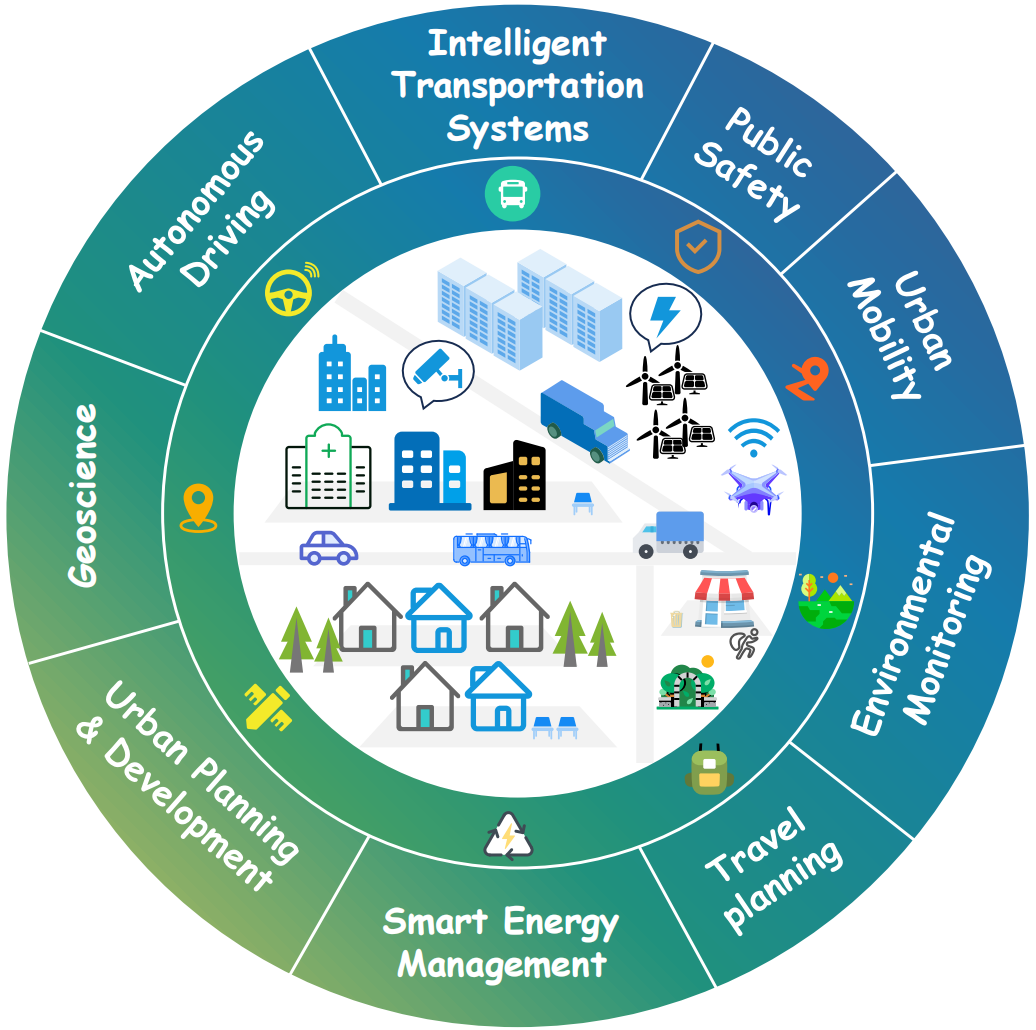 Intelligent
Transportation
Systems
Public
Safety
Urban
Mobility
Environmental
Monitoring
Travel
planning
Smart Energy
Management
Urban Planning
& Development
Geoscience
Autonomous
Driving